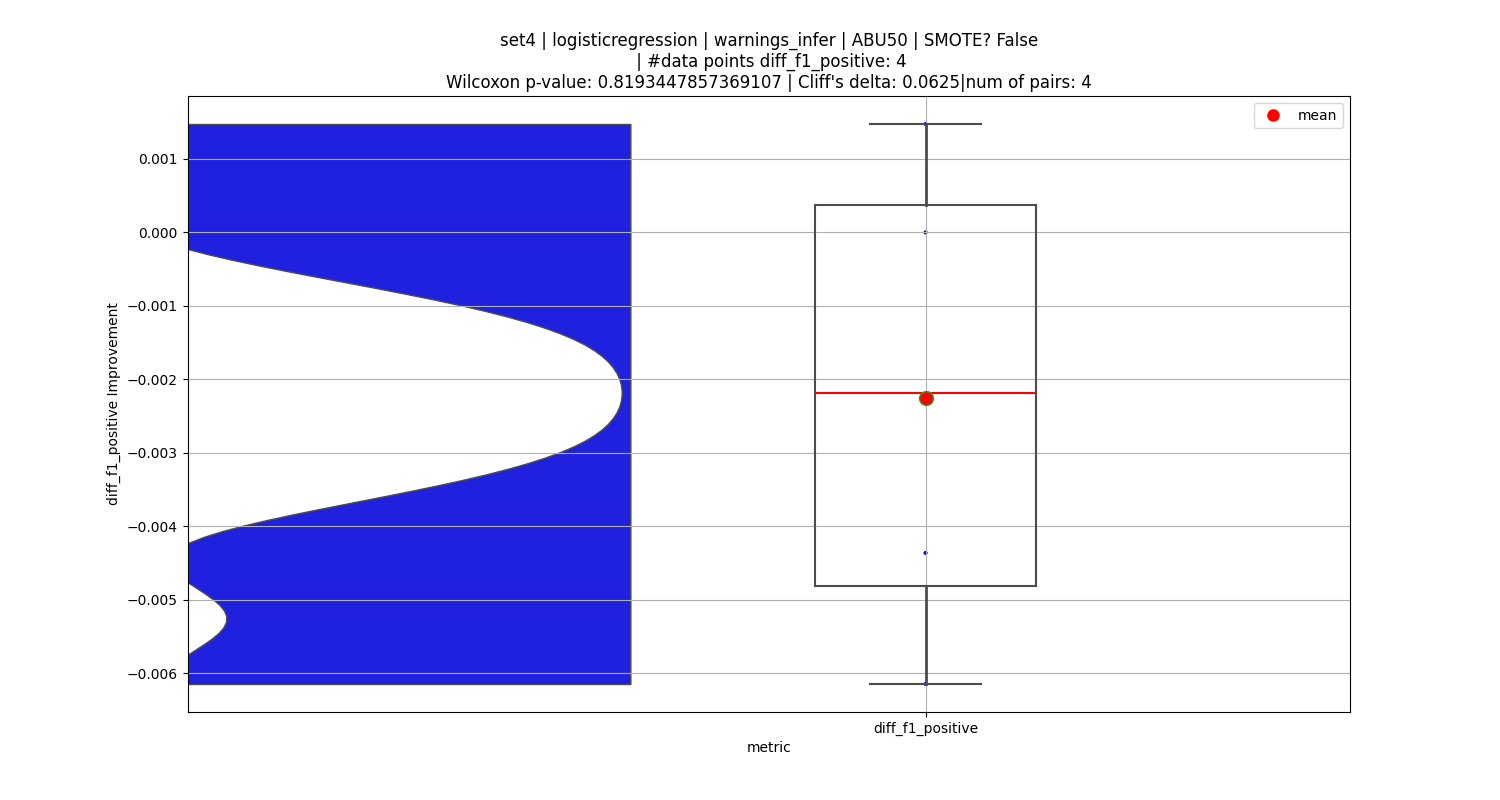 set4 | logisticregression | warnings_infer | ABU50 | SMOTE? False
| #data points diff_f1_positive: 4
Wilcoxon p-value: 0.8193447857369107 | Cliff's delta: 0.0625|num of pairs: 4
mean
0.001
0.000
−0.001
−0.002
−0.003
−0.004
−0.005
−0.006
diff_f1_positive Improvement
diff_f1_positive
metric